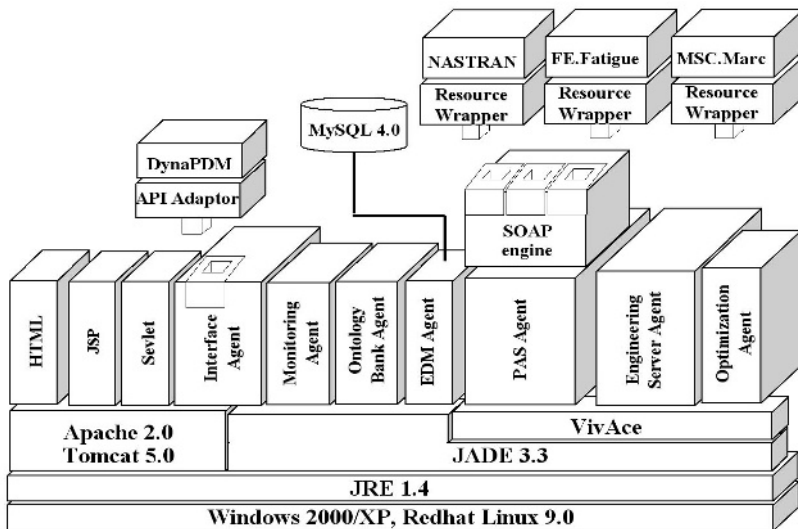 NASTRAN
FE.Fatigue
MSC.Marc
Resource
Wrapper
Resource
Wrapper
Resource
Wrapper
MySQL 4.0
DynaPDM
API Adaptor
SOAP
engine
HTML
JSP
Sevlet
Interface
Agent
Monitoring
Agent
Ontology
Bank Agent
EDM Agent
PAS Agent
Engineering
Server Agent
Optimization
Agent
Apache 2.0
Tomcat 5.0
VivAce
JADE 3.3
JRE 1.4
Windows 2000/XP, Redhat Linux 9.0